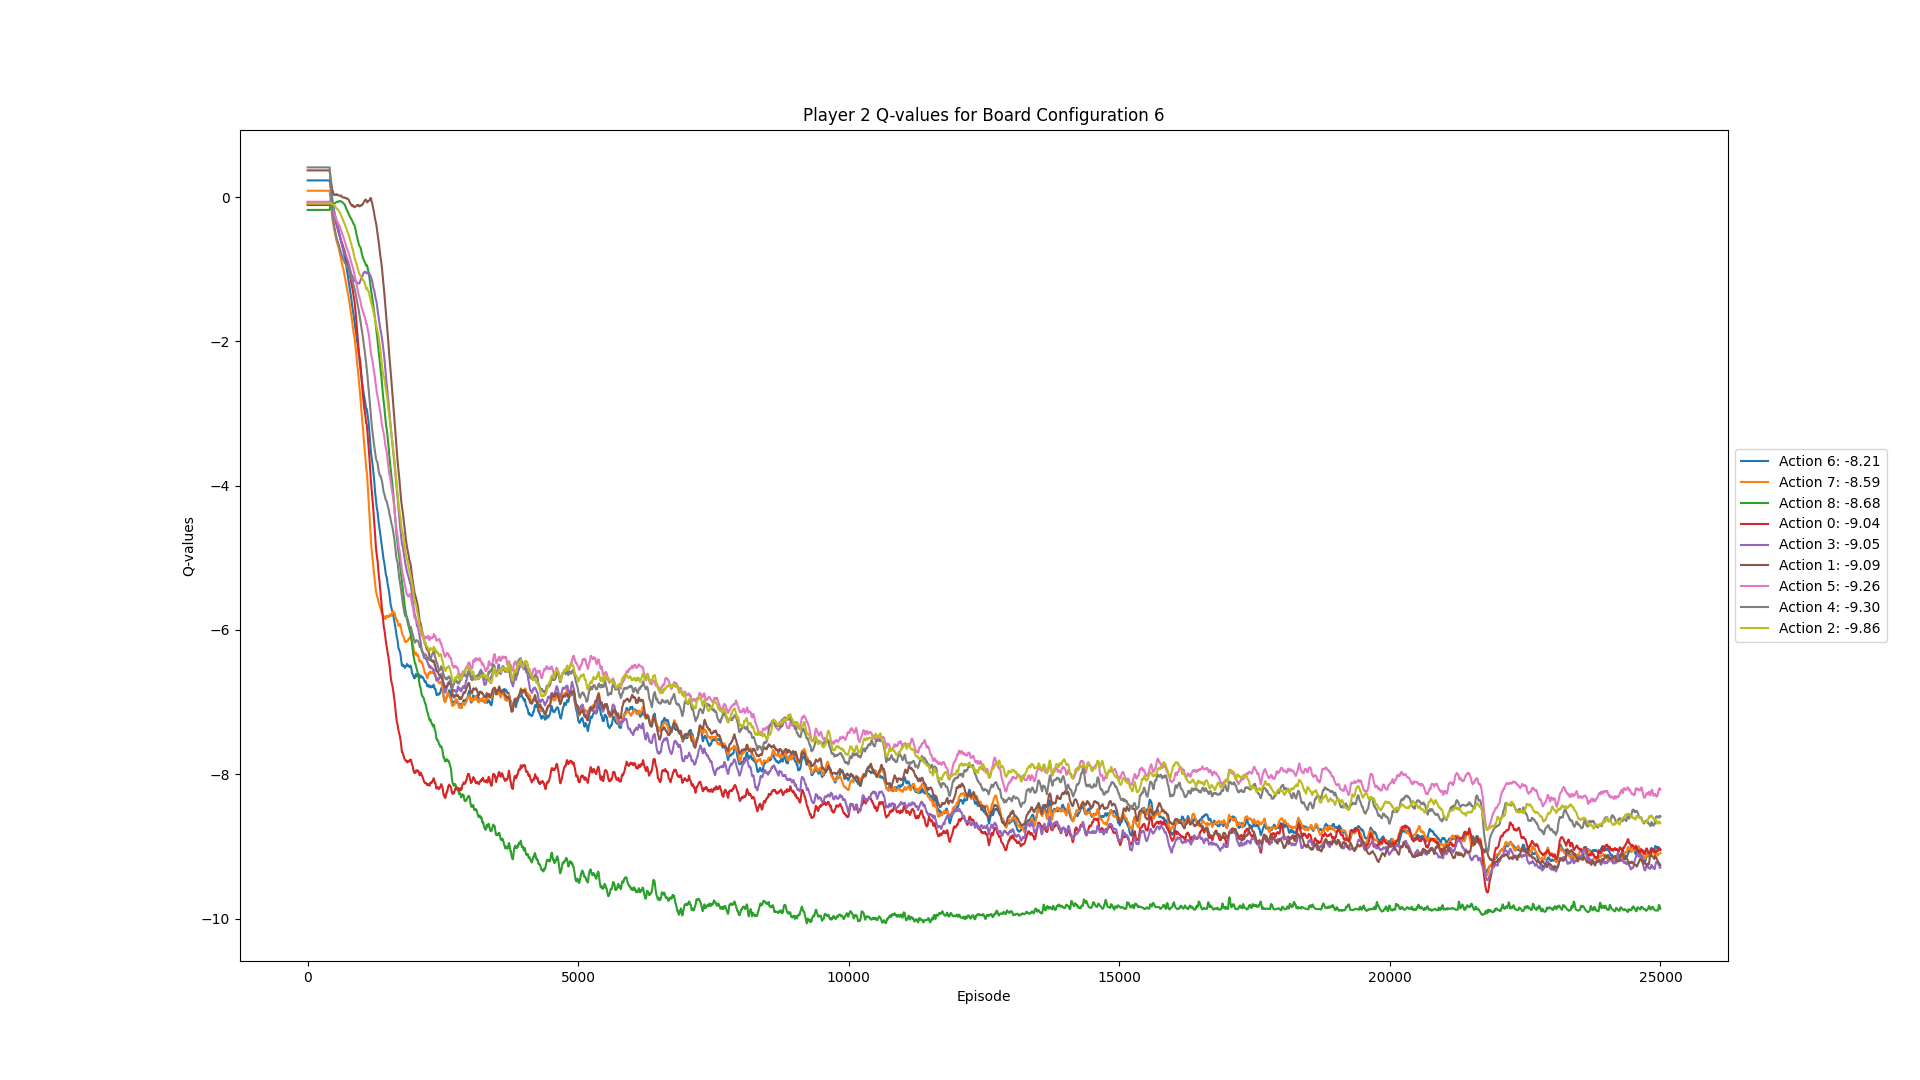 Player 2 Q-values for Board Configuration 6
0
−2
−4
−6
−8
−10
Q-values
0
5000
10000
15000
20000
25000
Episode
Action 6: -8.21
Action 7: -8.59
Action 8: -8.68
Action 0: -9.04
Action 3: -9.05
Action 1: -9.09
Action 5: -9.26
Action 4: -9.30
Action 2: -9.86